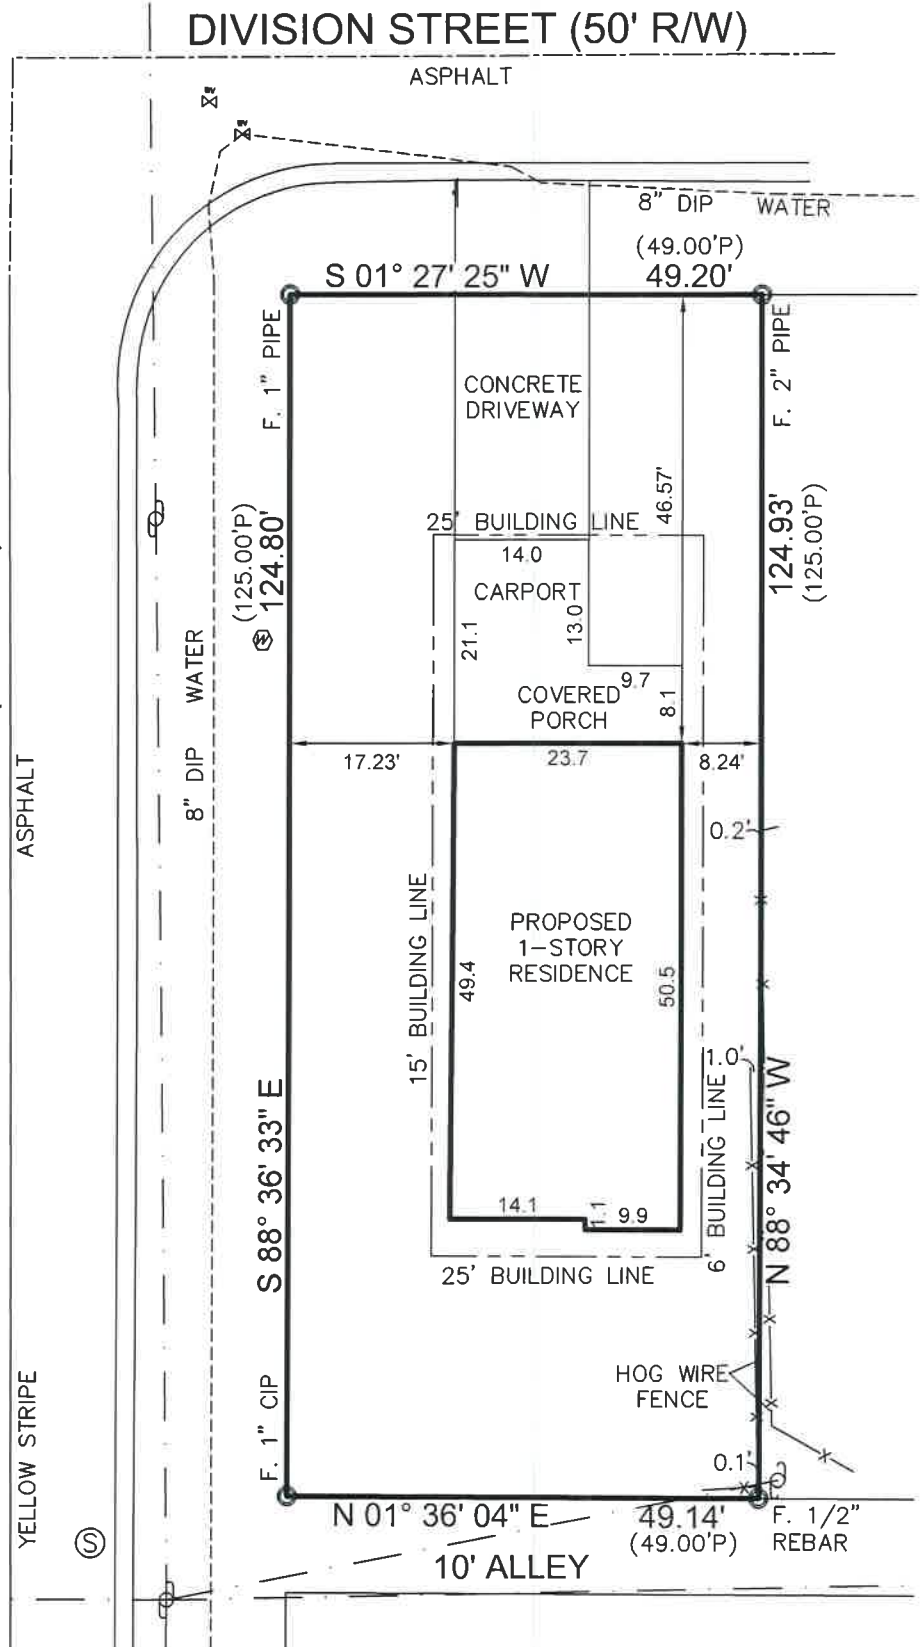 DIVISION STREET (50' R/W)
ASPHALT
8" DIP WATER
(49.00'P)
S 01° 27' 25" W 49.20'
F. 1" PIPE
F. 2" PIPE
CONCRETE
DRIVEWAY
46.57'
(125.00'P)
124.80'
124.93'
(125.00'P)
25' BUILDING LINE
14.0
CARPORT
21.1
13.0
9.7
COVERED
PORCH
8.1
W
8" DIP WATER
17.23'
23.7
8.24'
ASPHALT
0.2'
PROPOSED
1-STORY
RESIDENCE
15' BUILDING LINE
49.4
50.5
1.0'
6' BUILDING LINE
S 88° 36' 33" E
N 88° 34' 46" W
14.1
1.1
9.9
25' BUILDING LINE
HOG WIRE
FENCE
F. 1" CIP
YELLOW STRIPE
0.1'
S
N 01° 36' 04" E 49.14'
(49.00'P)
F. 1/2"
REBAR
10' ALLEY